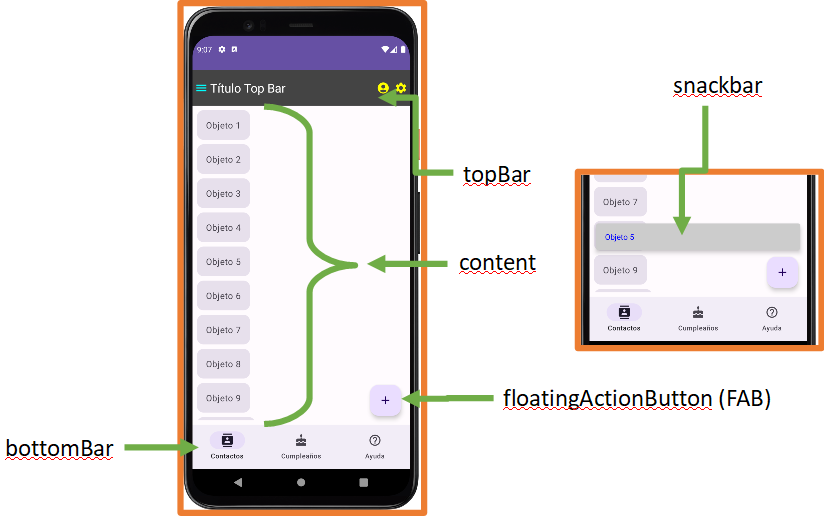 9:07
Título Top Bar
Objeto 1
Objeto 2
Objeto 3
Objeto 4
Objeto 5
Objeto 6
Objeto 7
Objeto 8
Objeto 9
+
Contactos
Cumpleaños
Ayuda
topBar
content
floatingActionButton (FAB)
bottomBar
snackbar
Objeto 7
Objeto 5
Objeto 9
+
Contactos
Cumpleaños
Ayuda